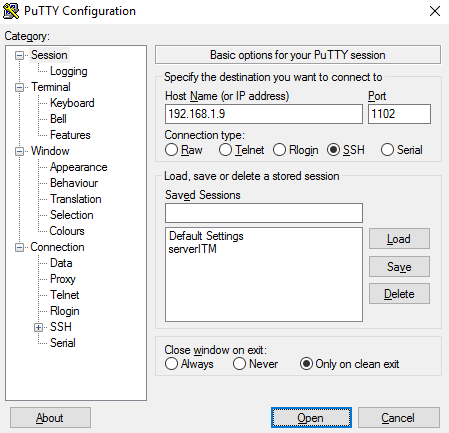 PuTTY Configuration
Category:
Session
Logging
Terminal
Keyboard
Bell
Features
Window
Appearance
Behaviour
Translation
Selection
Colours
Connection
Data
Proxy
Telnet
Rlogin
SSH
Serial
Basic options for your PuTTY session
Specify the destination you want to connect to
Host Name (or IP address) Port
192.168.1.9 1102
Connection type:
Raw Telnet Rlogin SSH Serial
Load, save or delete a stored session
Saved Sessions
Default Settings
serverITM
Load
Save
Delete
Close window on exit:
Always Never Only on clean exit
About Open Cancel